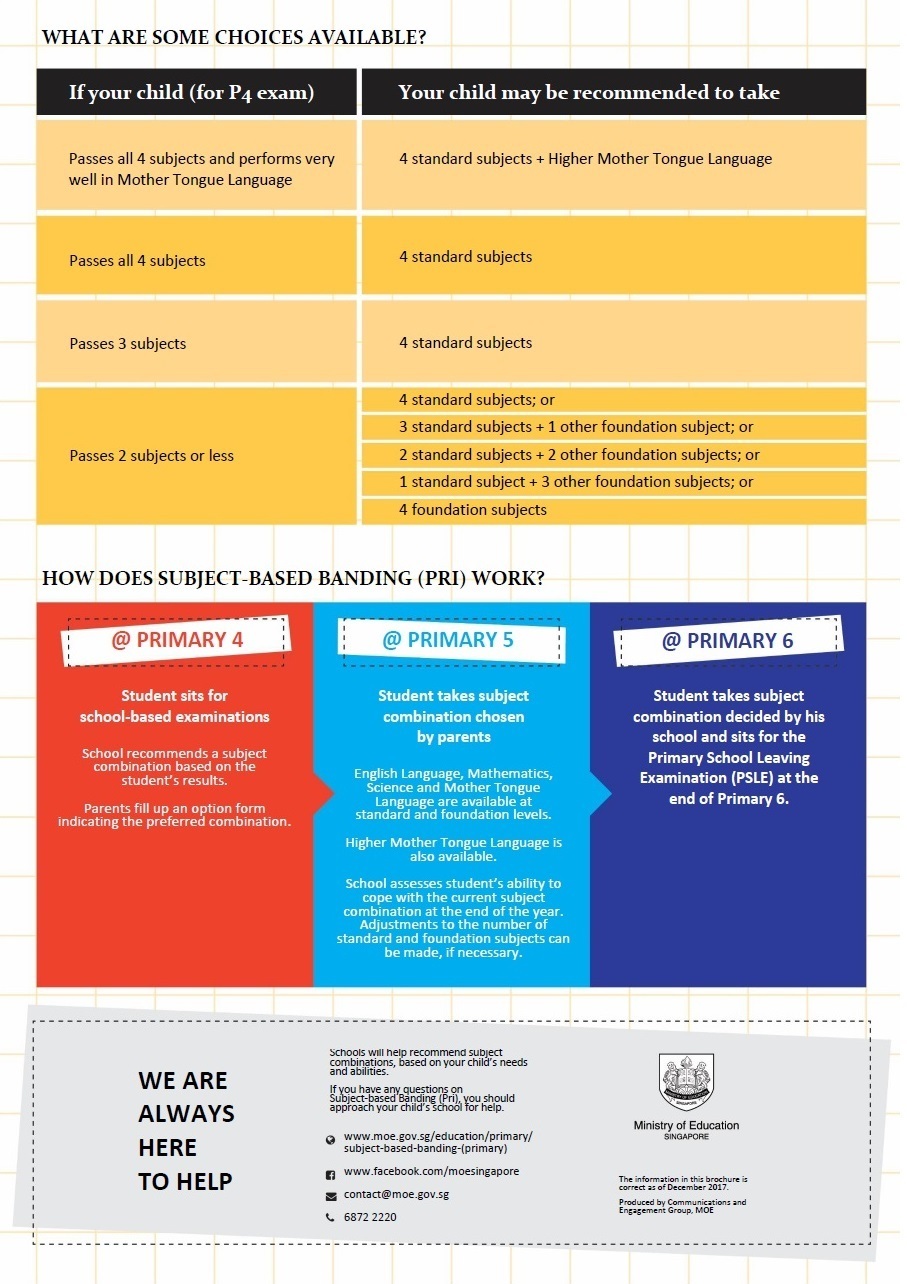 WHAT ARE SOME CHOICES AVAILABLE?
If your child (for P4 exam)
Your child may be recommended to take
Passes all 4 subjects and performs very
well in Mother Tongue Language
4 standard subjects + Higher Mother Tongue Language
Passes all 4 subjects
4 standard subjects
Passes 3 subjects
4 standard subjects
Passes 2 subjects or less
4 standard subjects; or
3 standard subjects + 1 other foundation subject; or
2 standard subjects + 2 other foundation subjects; or
1 standard subject + 3 other foundation subjects; or
4 foundation subjects
HOW DOES SUBJECT-BASED BANDING (PRI) WORK?
@ PRIMARY 4
Student sits for
school-based examinations
School recommends a subject
combination based on the
student's results.
Parents fill up an option form
indicating the preferred combination.
@ PRIMARY 5
Student takes subject
combination chosen
by parents
English Language, Mathematics,
Science and Mother Tongue
Language are available at
standard and foundation levels.
Higher Mother Tongue Language is
also available.
School assesses student's ability to
cope with the current subject
combination at the end of the year.
Adjustments to the number of
standard and foundation subjects can
be made, if necessary.
@ PRIMARY 6
Student takes subject
combination decided by his
school and sits for the
Primary School Leaving
Examination (PSLE) at the
end of Primary 6.
WE ARE
ALWAYS
HERE
TO HELP
Schools will help recommend subject
combinations, based on your child's needs
and abilities.
If you have any questions on
Subject-based Banding (Pri), you should
approach your child's school for help.
www.moe.gov.sg/education/primary/
subject-based-banding-(primary)
www.facebook.com/moesingapore
contact@moe.gov.sg
6872 2220
Ministry of Education
SINGAPORE
The information in this brochure is
correct as of December 2017.
Produced by Communications and
Engagement Group, MOE